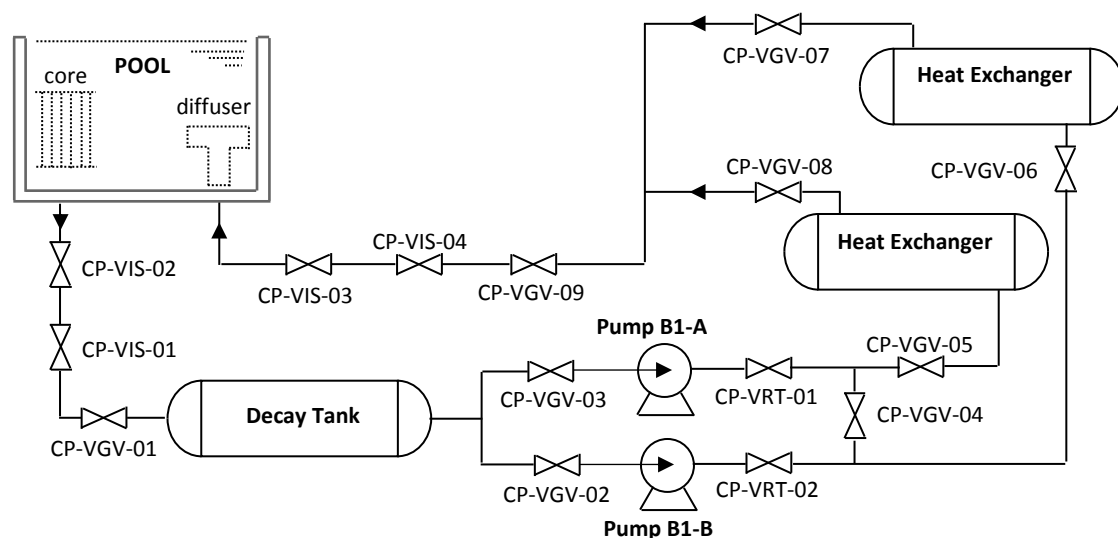 POOL
core
diffuser
CP-VGV-07
Heat Exchanger
CP-VGV-06
CP-VGV-08
Heat Exchanger
CP-VIS-04
CP-VIS-02
CP-VIS-03
CP-VGV-09
CP-VIS-01
Pump B1-A
CP-VGV-05
CP-VGV-03
CP-VRT-01
CP-VGV-04
Decay Tank
CP-VGV-01
CP-VGV-02
CP-VRT-02
Pump B1-B